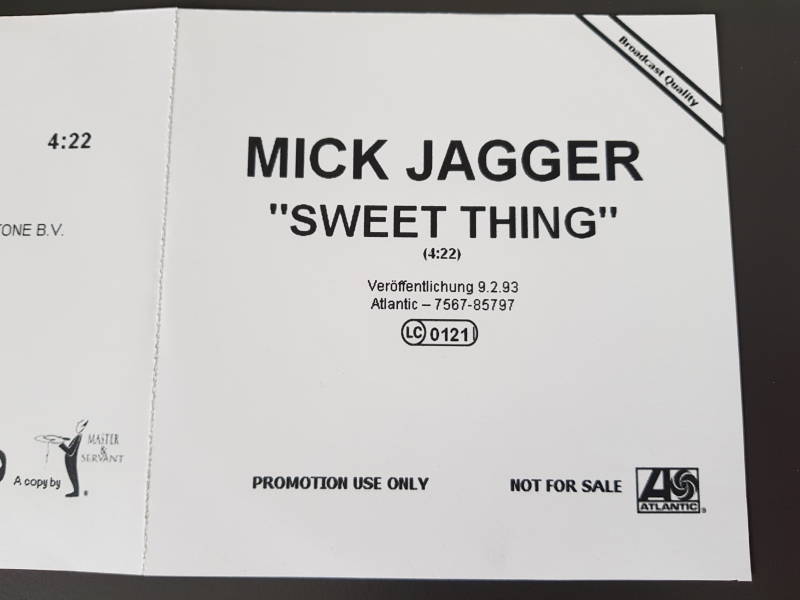 4:22
TONE B.V.
A copy by
MASTER
&
SERVANT
Broadcast Quality
MICK JAGGER
"SWEET THING"
(4:22)
Veröffentlichung 9.2.93
Atlantic – 7567-85797
LC 0121
PROMOTION USE ONLY
NOT FOR SALE
ATLANTIC